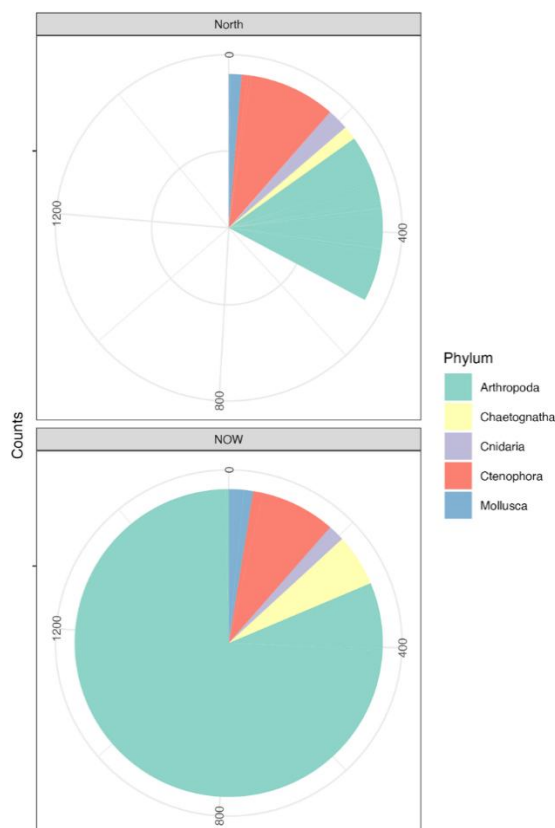 North
0
400
800
1200
Counts
NOW
0
400
800
1200
Phylum
Arthropoda
Chaetognatha
Cnidaria
Ctenophora
Mollusca